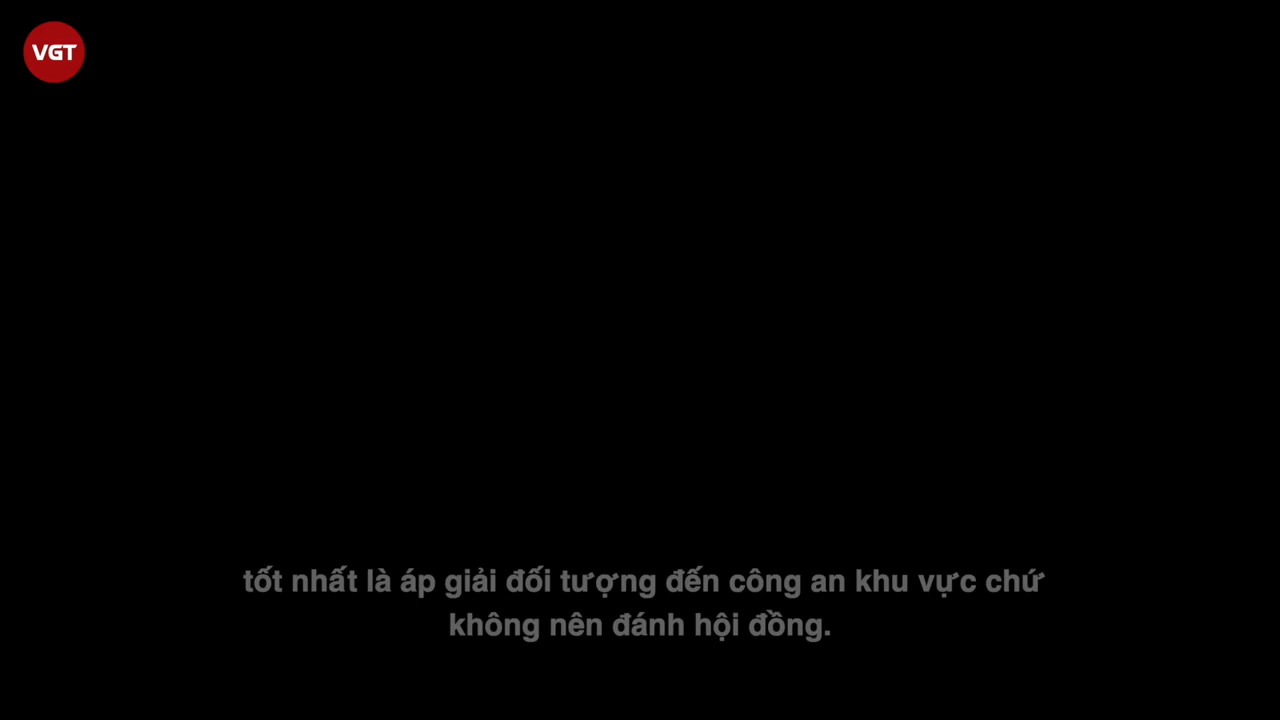 VGT
tốt nhất là áp giải đối tượng đến công an khu vực chứ
không nên đánh hội đồng.